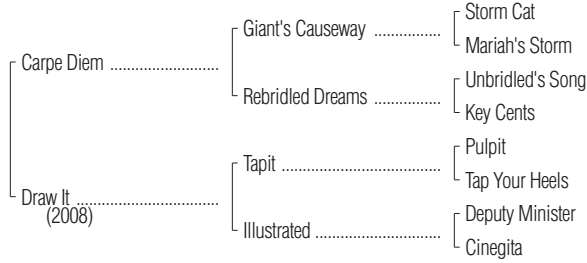 Storm Cat
Giant's Causeway ................
Mariah's Storm
Carpe Diem ..........................
Unbridled's Song
Rebridled Dreams ................
Key Cents
Pulpit
Tapit ......................................
Tap Your Heels
Draw It ..................................
(2008)
Deputy Minister
Illustrated ..............................
Cinegita